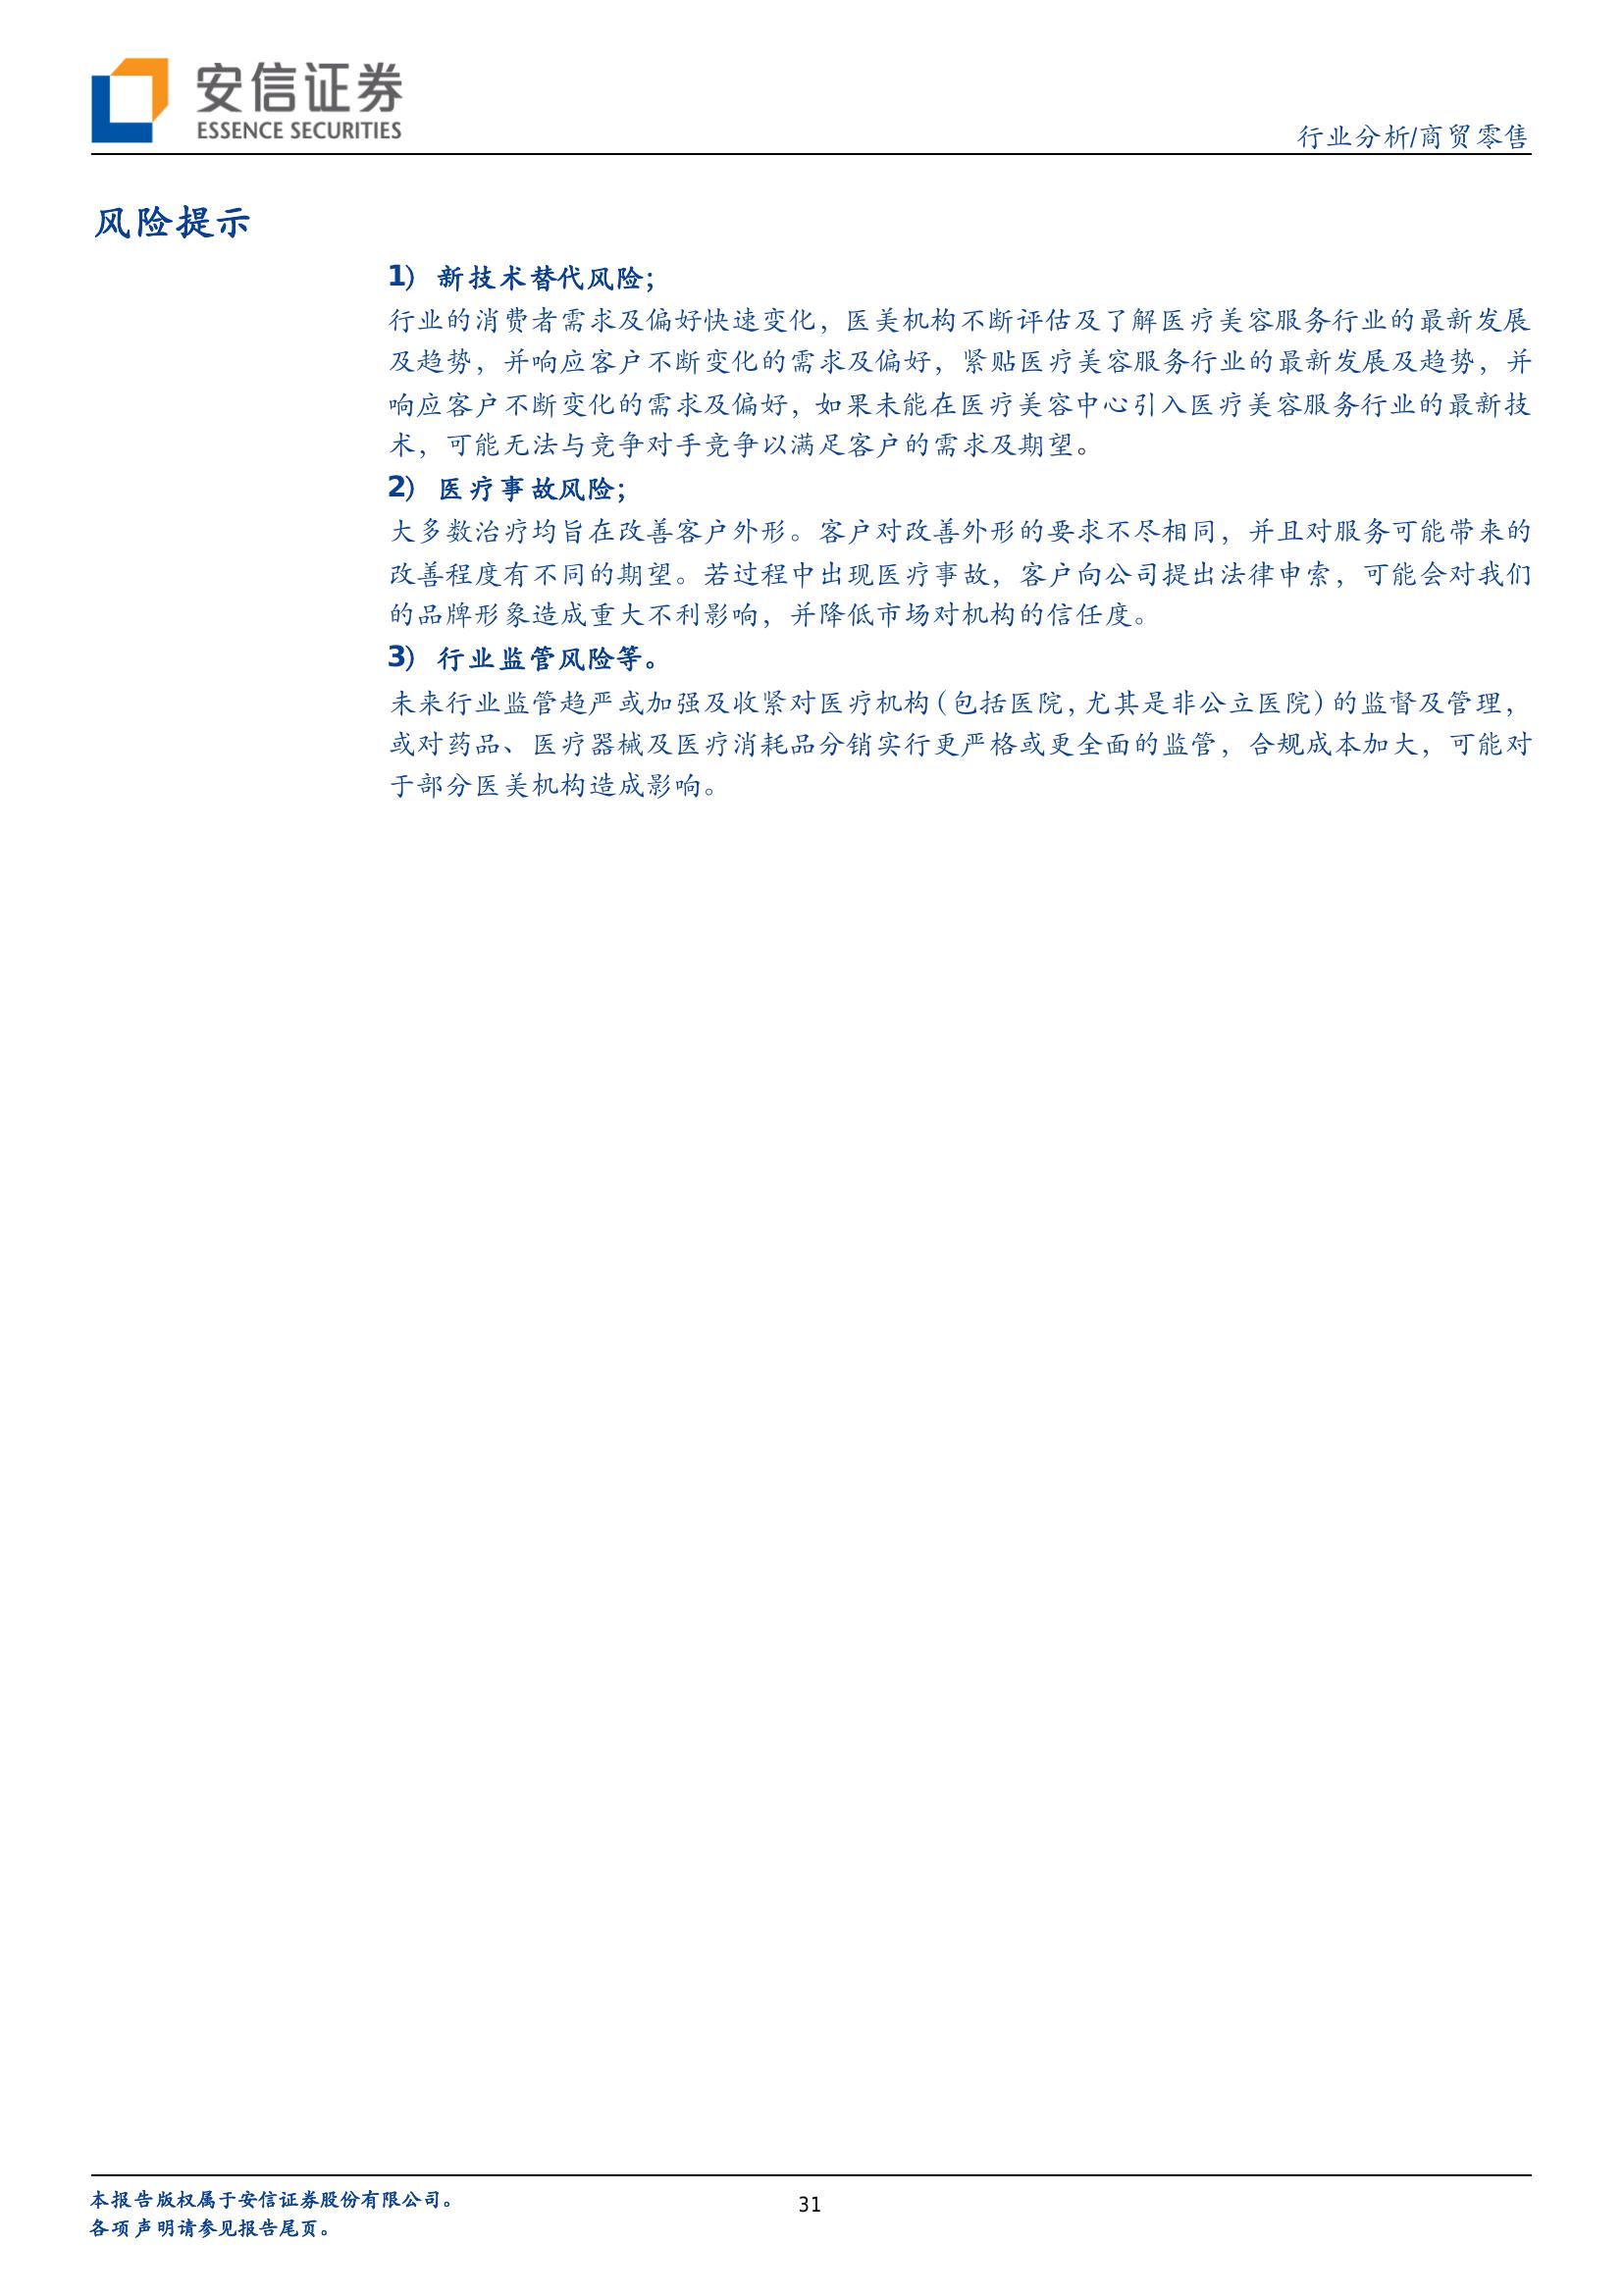 安信证券
ESSENCE SECURITIES
行业分析/商贸零售
风险提示
1）新技术替代风险；
行业的消费者需求及偏好快速变化，医美机构不断评估及了解医疗美容服务行业的最新发展
及趋势，并响应客户不断变化的需求及偏好，紧贴医疗美容服务行业的最新发展及趋势，并
响应客户不断变化的需求及偏好，如果未能在医疗美容中心引入医疗美容服务行业的最新技
术，可能无法与竞争对手竞争以满足客户的需求及期望。
2）医疗事故风险；
大多数治疗均旨在改善客户外形。客户对改善外形的要求不尽相同，并且对服务可能带来的
改善程度有不同的期望。若过程中出现医疗事故，客户向公司提出法律申索，可能会对我们
的品牌形象造成重大不利影响，并降低市场对机构的信任度。
3）行业监管风险等。
未来行业监管趋严或加强及收紧对医疗机构（包括医院，尤其是非公立医院）的监督及管理，
或对药品、医疗器械及医疗消耗品分销实行更严格或更全面的监管，合规成本加大，可能对
于部分医美机构造成影响。
本报告版权属于安信证券股份有限公司。
31
各项声明请参见报告尾页。